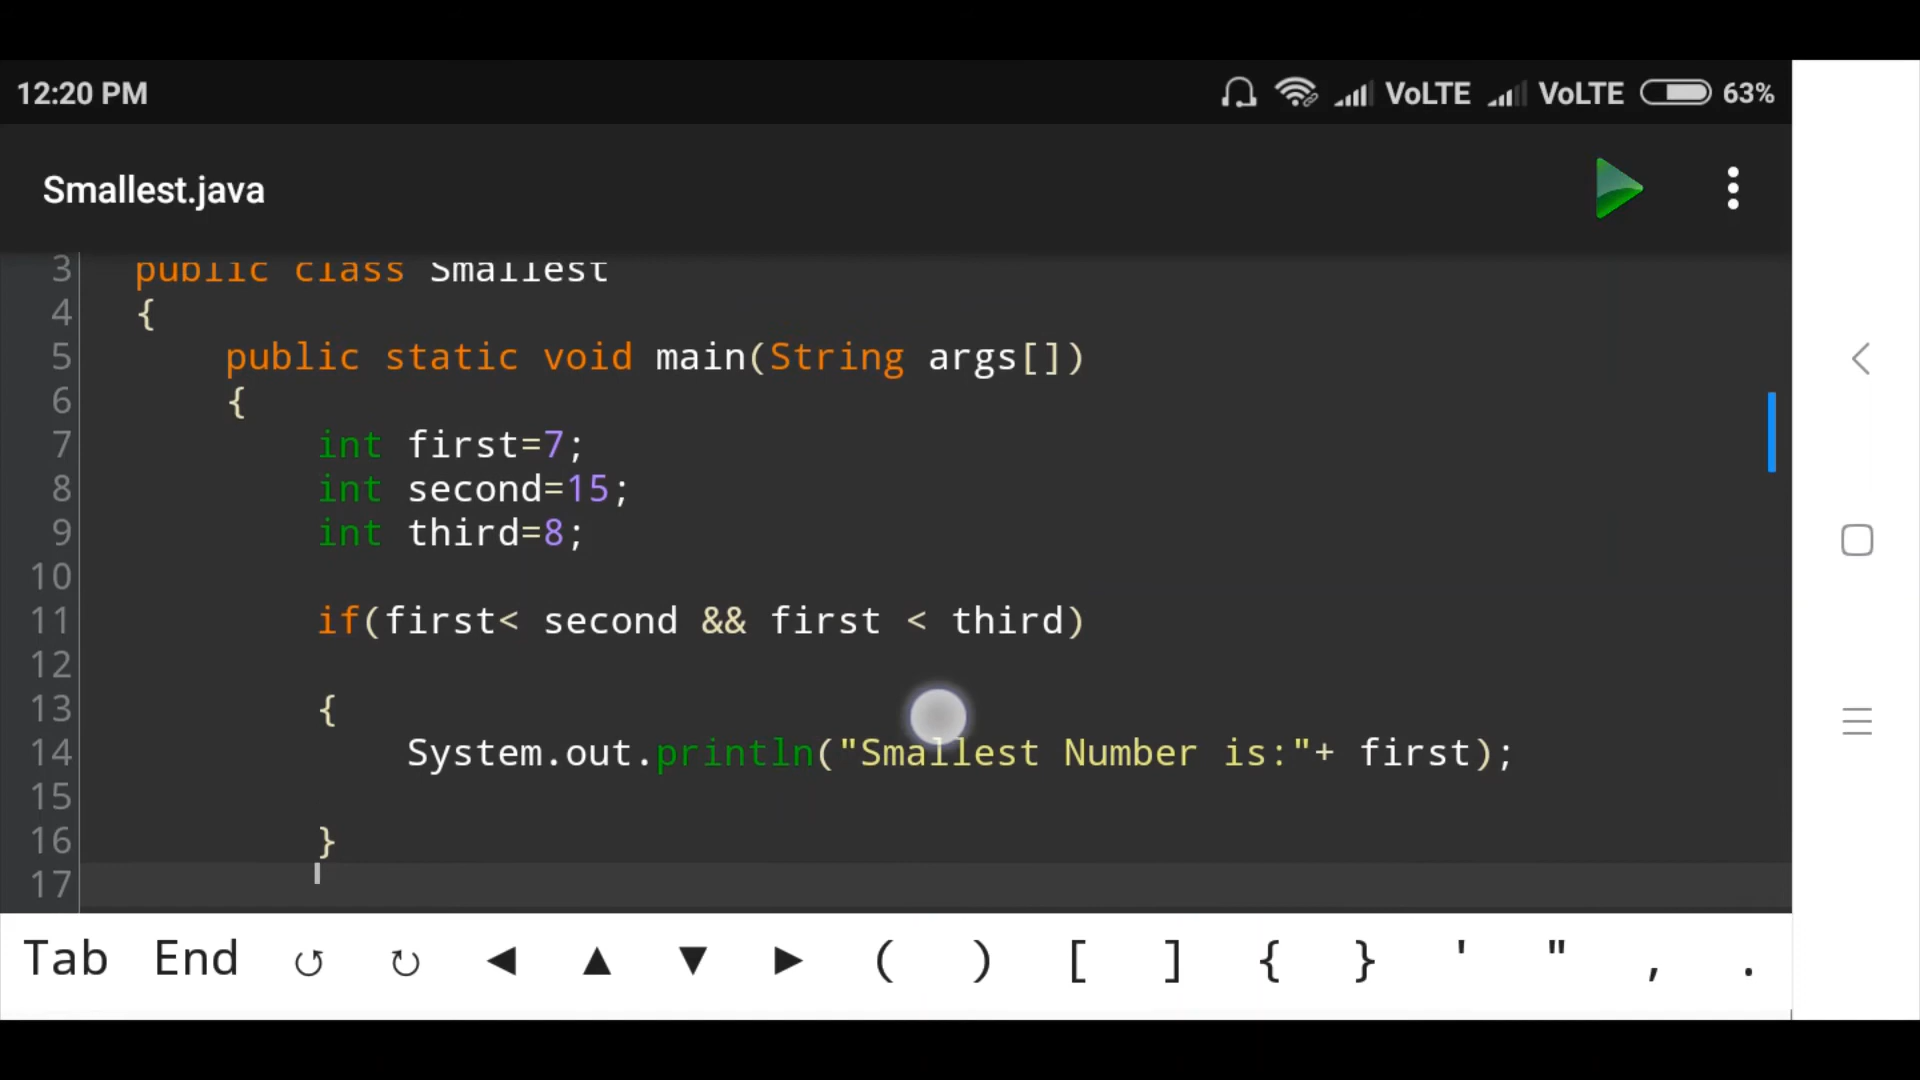 12:20 PM VoLTE VoLTE 63%
Smallest.java
3 public class Smallest
4 {
5 public static void main(String args[])
6 {
7 int first=7;
8 int second=15;
9 int third=8;
10
11 if(first< second && first < third)
12
13 {
14 System.out.println("Smallest Number is:"+ first);
15
16 }
17
Tab End ↺ ↻ ◀ ▲ ▼ ▶ ( ) [ ] { } ' " , .